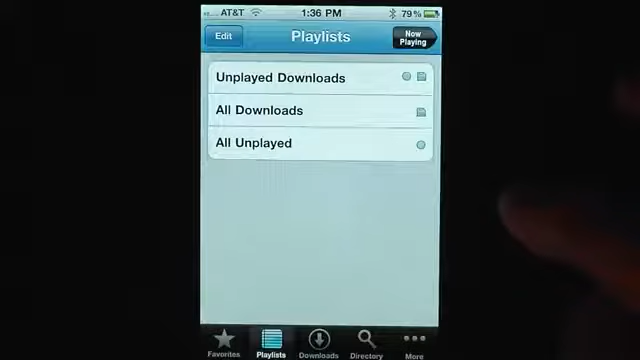 AT&T 1:36 PM 79%
Edit Playlists Now Playing
Unplayed Downloads
All Downloads
All Unplayed
Favorites Playlists Downloads Directory More